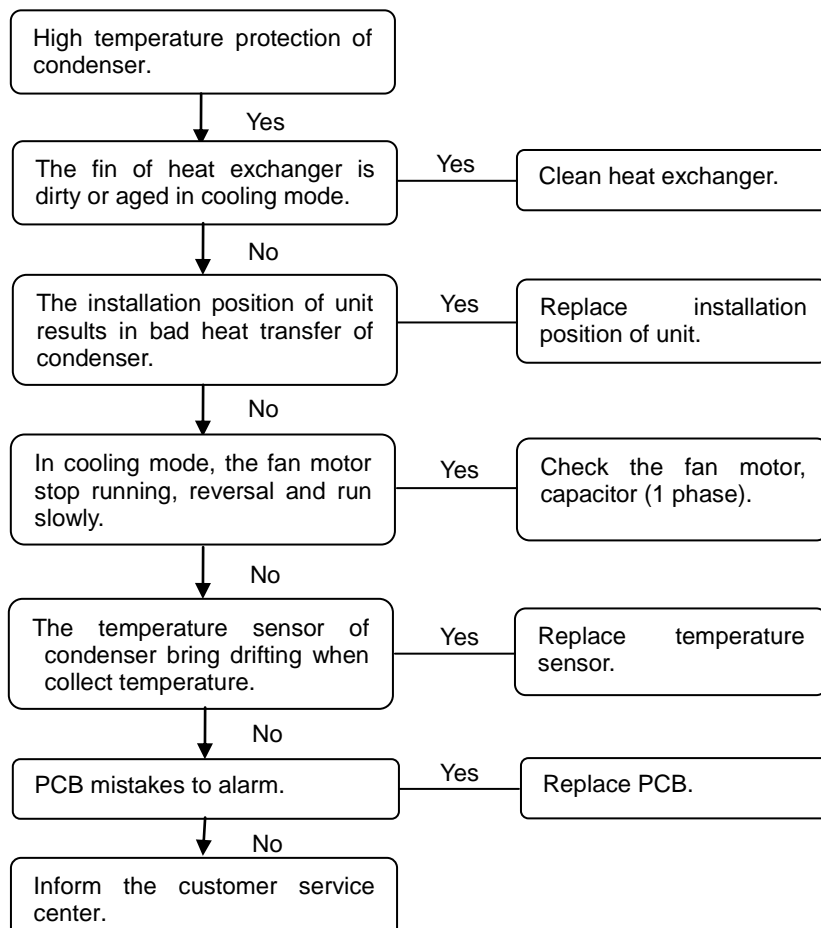 High temperature protection of
condenser.
Yes
The fin of heat exchanger is
dirty or aged in cooling mode.
Yes
Clean heat exchanger.
No
The installation position of unit
results in bad heat transfer of
condenser.
Yes
Replace installation
position of unit.
No
In cooling mode, the fan motor
stop running, reversal and run
slowly.
Yes
Check the fan motor,
capacitor (1 phase).
No
The temperature sensor of
condenser bring drifting when
collect temperature.
Yes
Replace temperature
sensor.
No
PCB mistakes to alarm.
Yes
Replace PCB.
No
Inform the customer service
center.